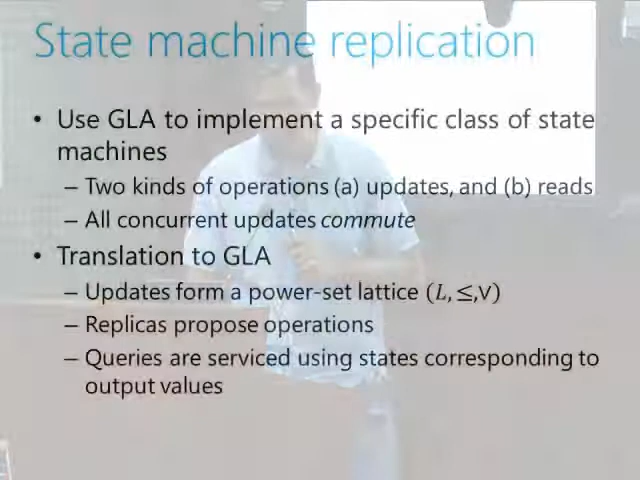 State machine replication
• Use GLA to implement a specific class of state
machines
– Two kinds of operations (a) updates, and (b) reads
– All concurrent updates commute
• Translation to GLA
– Updates form a power-set lattice (L, ≤,∨)
– Replicas propose operations
– Queries are serviced using states corresponding to
output values